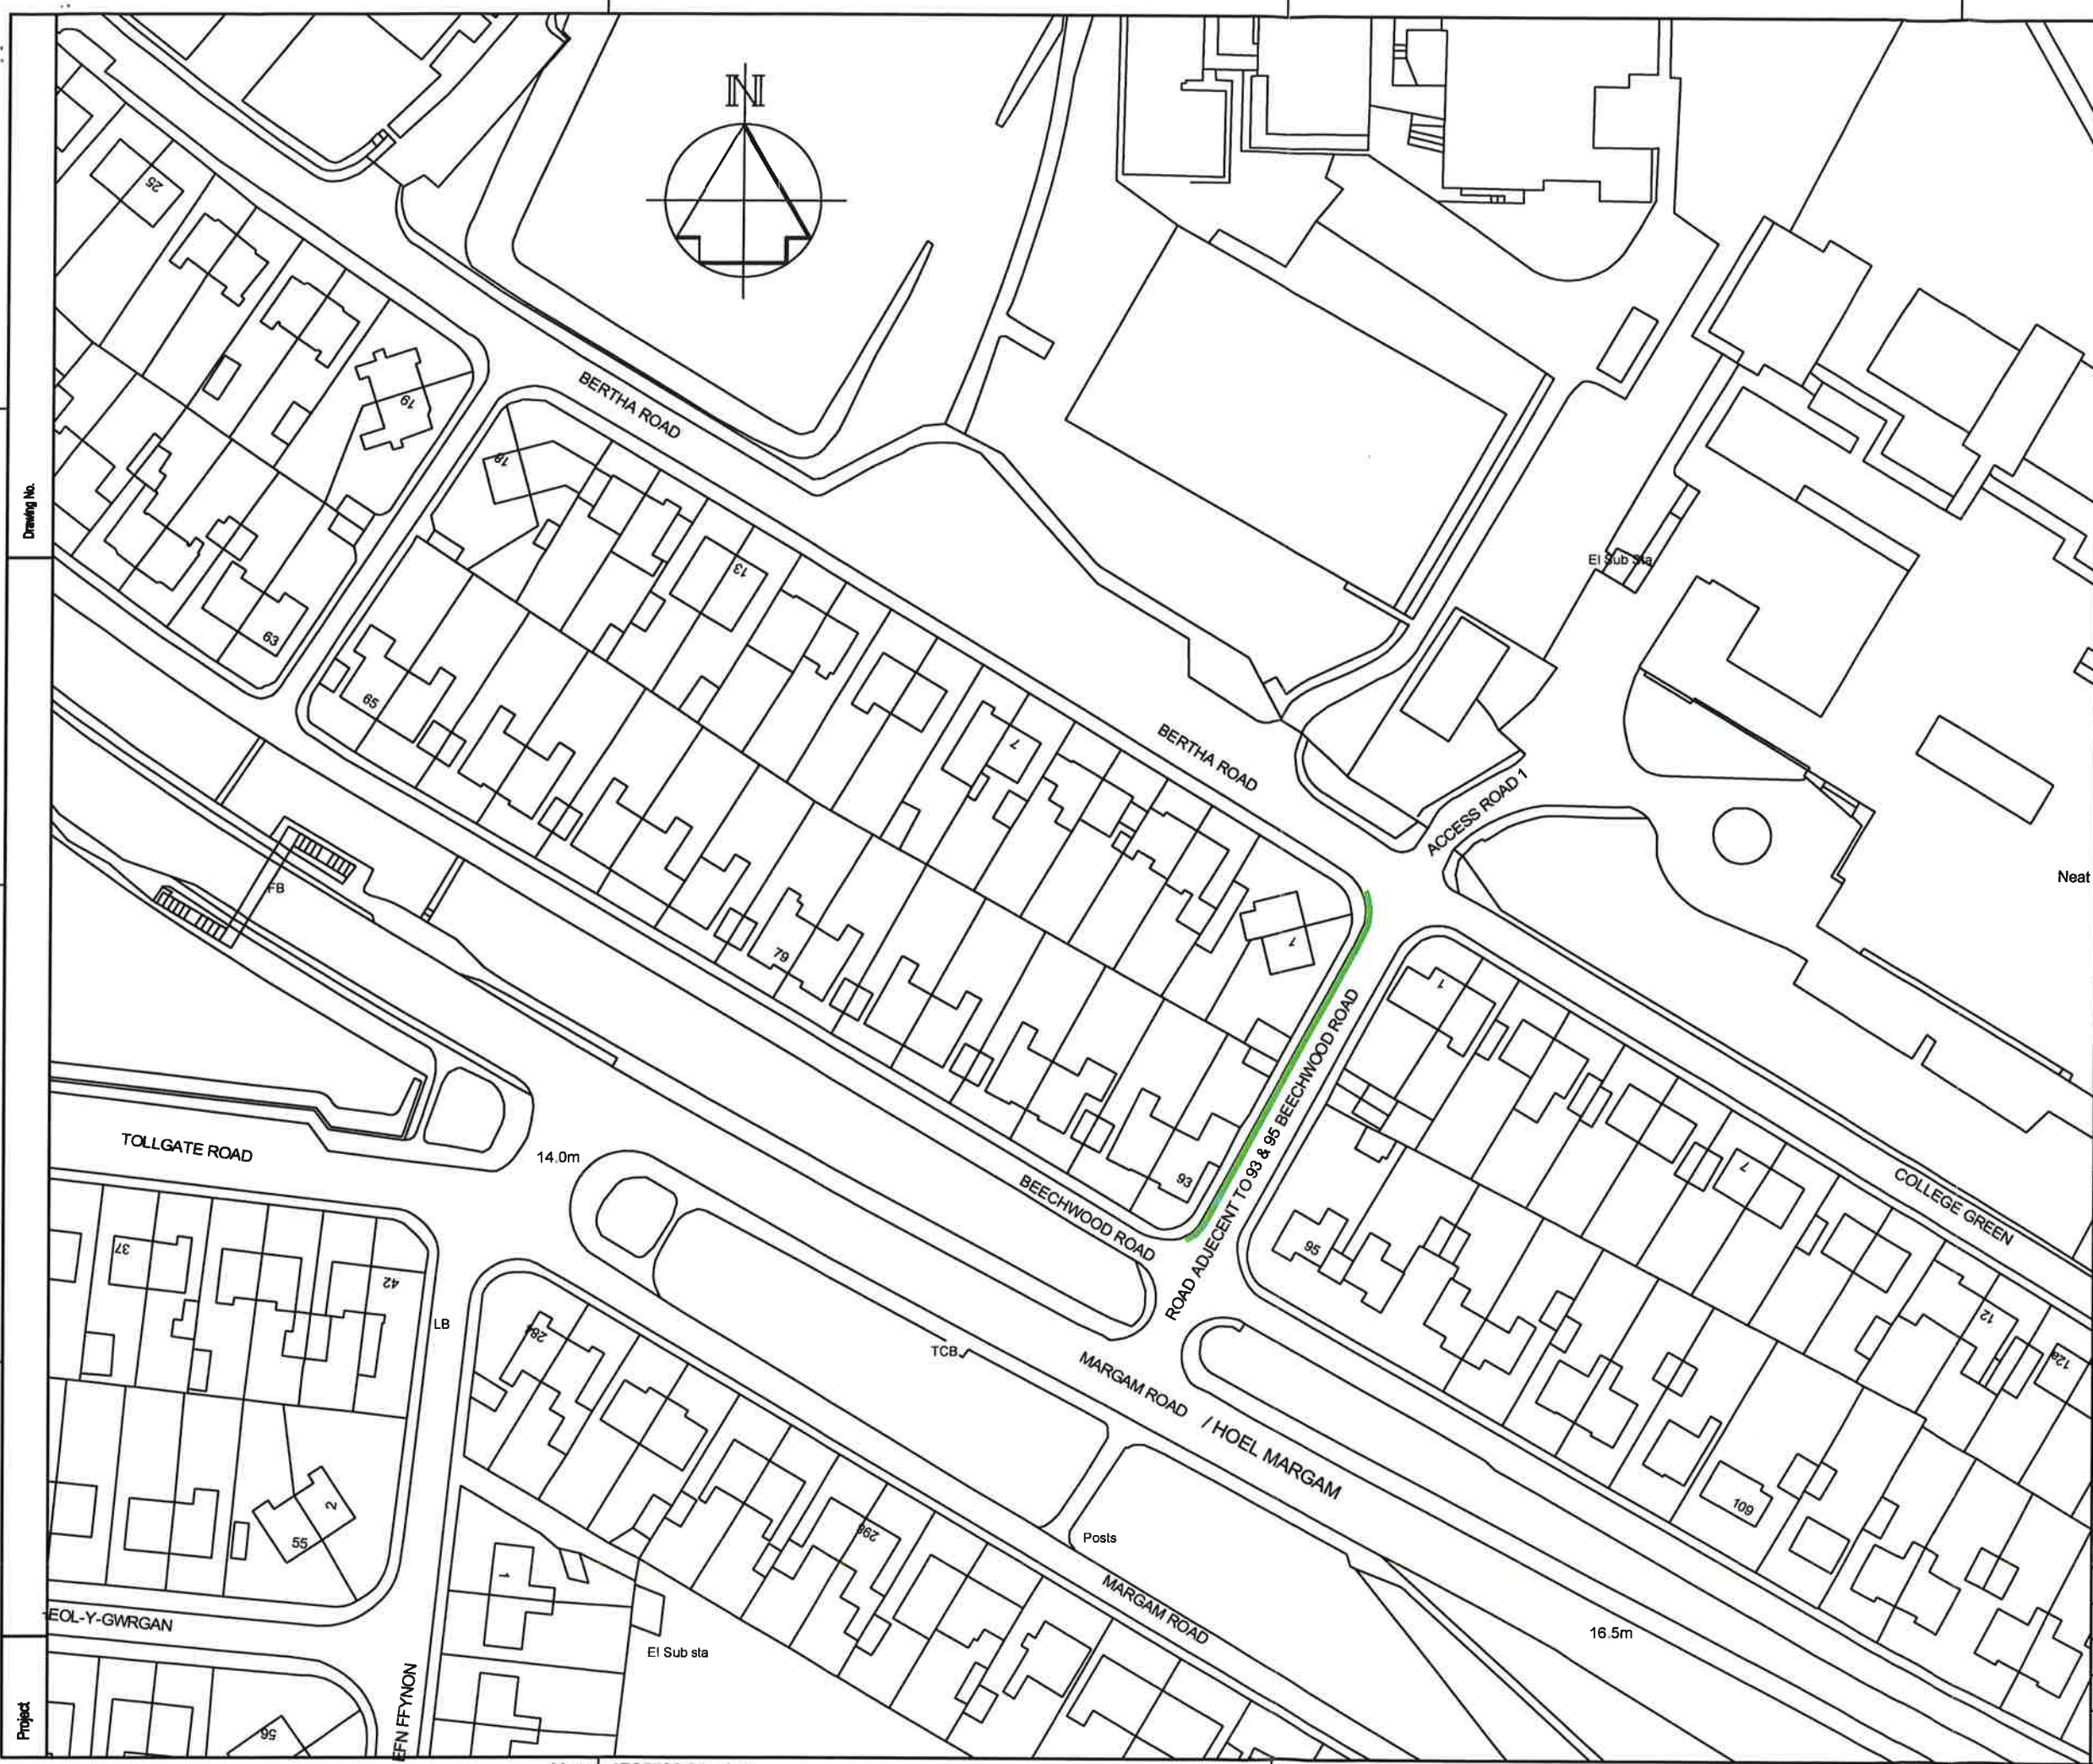 N
25
Drawing No.
19
BERTHA ROAD
18
13
El Sub Sta
63
65
7
BERTHA ROAD
ACCESS ROAD 1
FB
Neat
79
1
1
ROAD ADJECENT TO 93 & 95 BEECHWOOD ROAD
TOLLGATE ROAD
14.0m
93
BEECHWOOD ROAD
7
COLLEGE GREEN
37
42
95
LB
284
TCB
12
12a
MARGAM ROAD / HOEL MARGAM
2
55
109
296
Posts
1
MARGAM ROAD
EOL-Y-GWRGAN
16.5m
El Sub sta
Project
EFN FFYNON
56